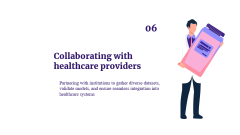 06
Collaborating with
healthcare providers
Partnering with institutions to gather diverse datasets,
validate models, and ensure seamless integration into
healthcare systems